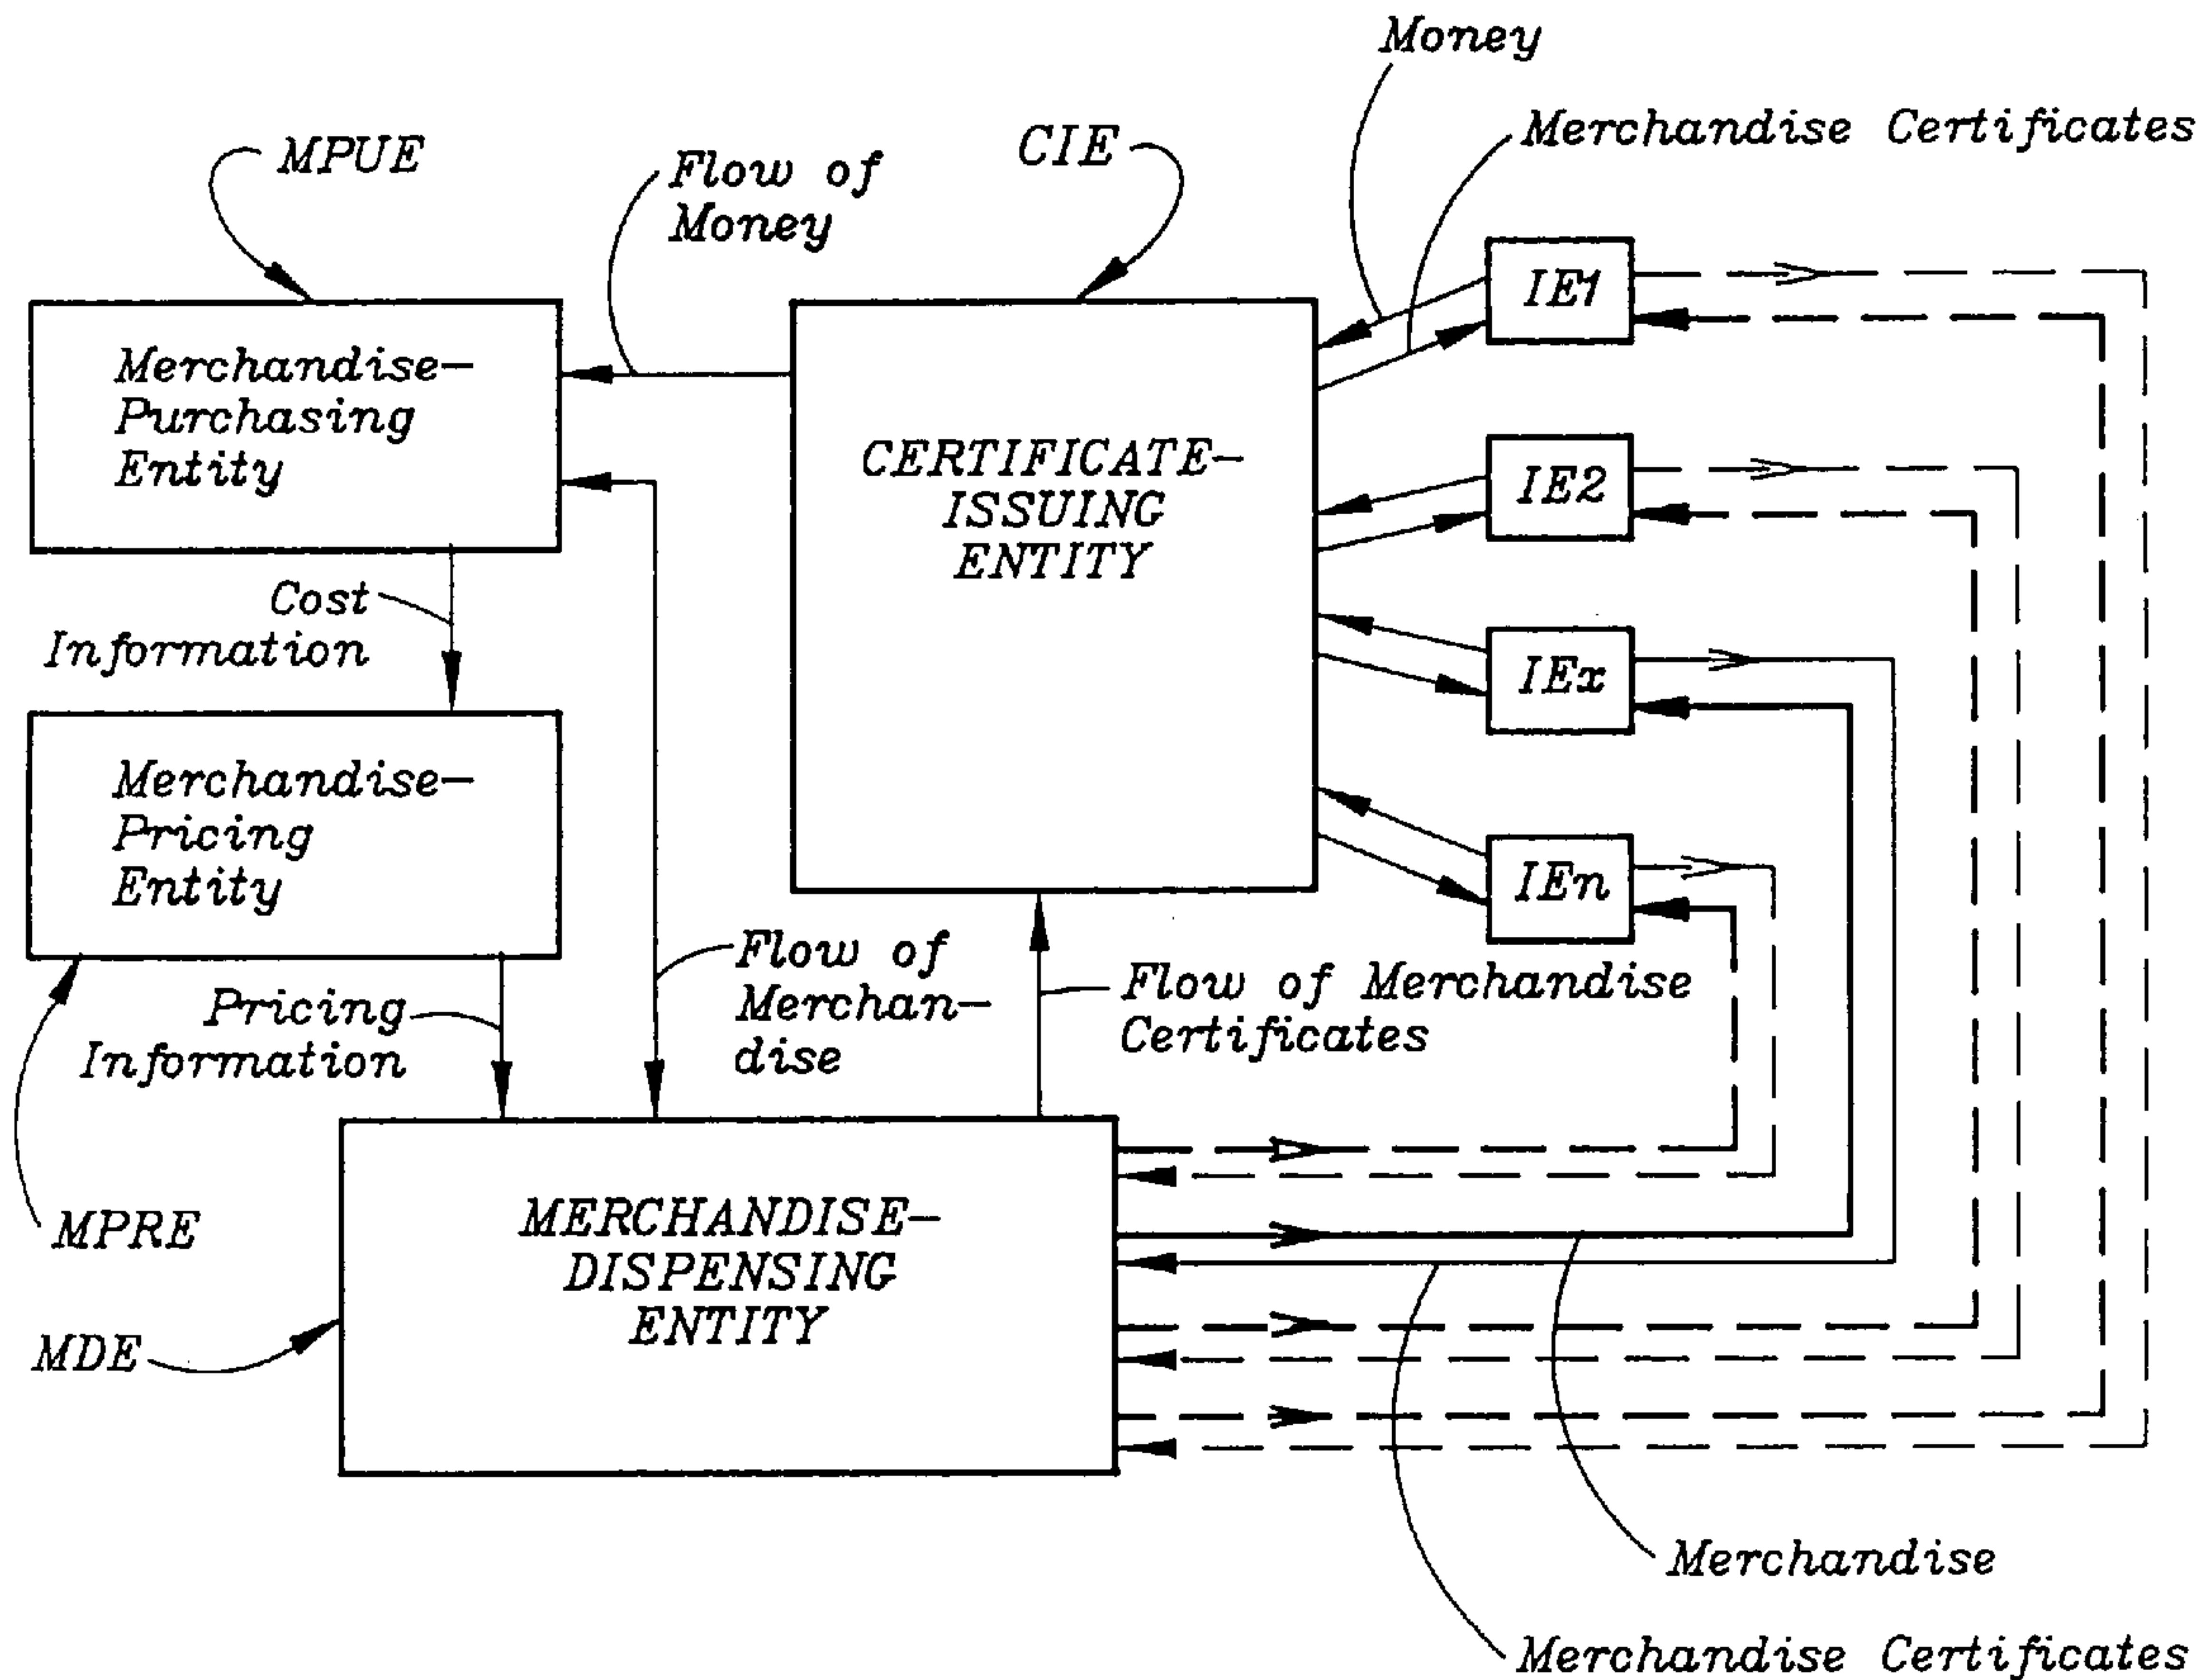 Money
Merchandise Certificates
MPUE
Flow of
Money
CIE
IE1
Merchandise-
Purchasing
Entity
CERTIFICATE-
ISSUING
ENTITY
IE2
Cost
Information
IEx
Merchandise-
Pricing
Entity
IEn
Flow of
Merchan-
dise
Flow of Merchandise
Certificates
Pricing
Information
MPRE
MERCHANDISE-
DISPENSING
ENTITY
MDE
Merchandise
Merchandise Certificates